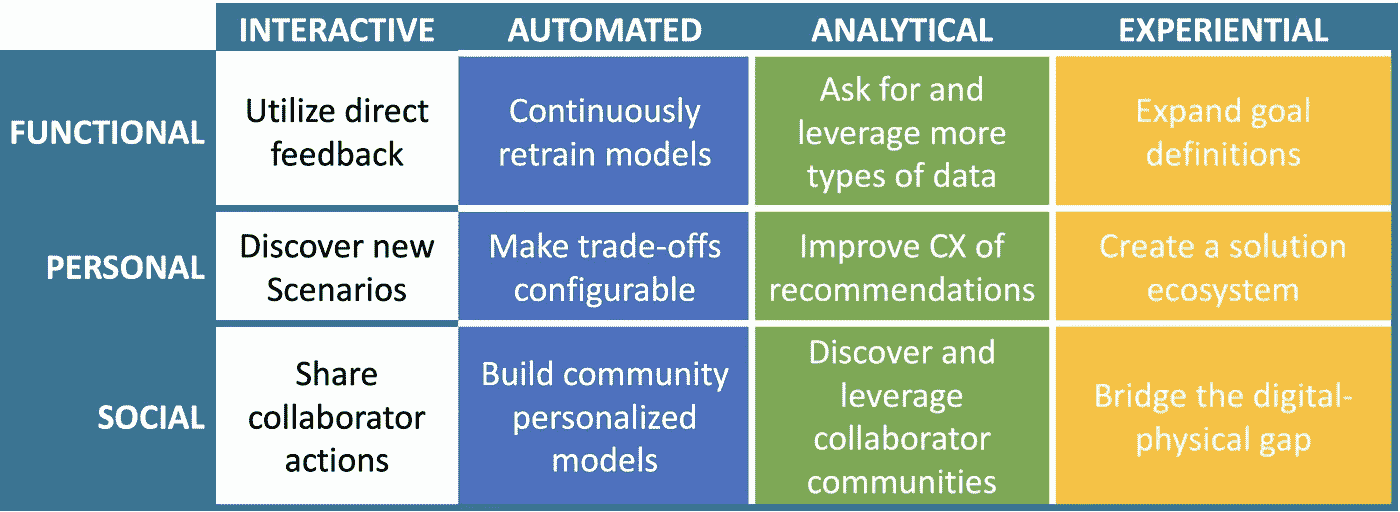 INTERACTIVE
AUTOMATED
ANALYTICAL
EXPERIENTIAL
FUNCTIONAL
Utilize direct
feedback
Continuously
retrain models
Ask for and
leverage more
types of data
Expand goal
definitions
PERSONAL
Discover new
Scenarios
Make trade-offs
configurable
Improve CX of
recommendations
Create a solution
ecosystem
SOCIAL
Share
collaborator
actions
Build community
personalized
models
Discover and
leverage
collaborator
communities
Bridge the digital-
physical gap